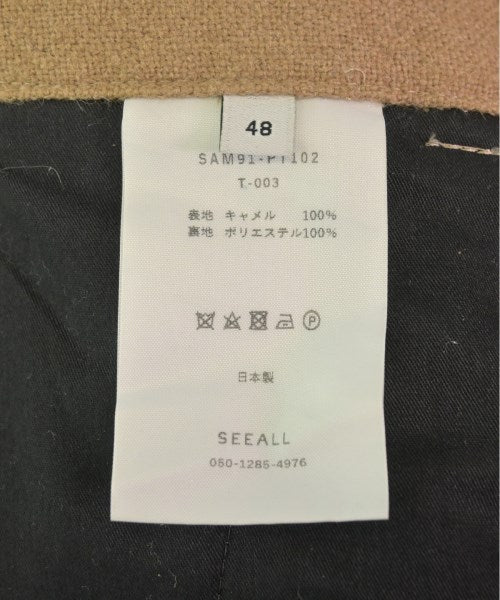 48
SAM91-PT102
T-003
表地 キャメル 100%
裏地 ポリエステル100%
日本製
SEEALL
050-1285-4976